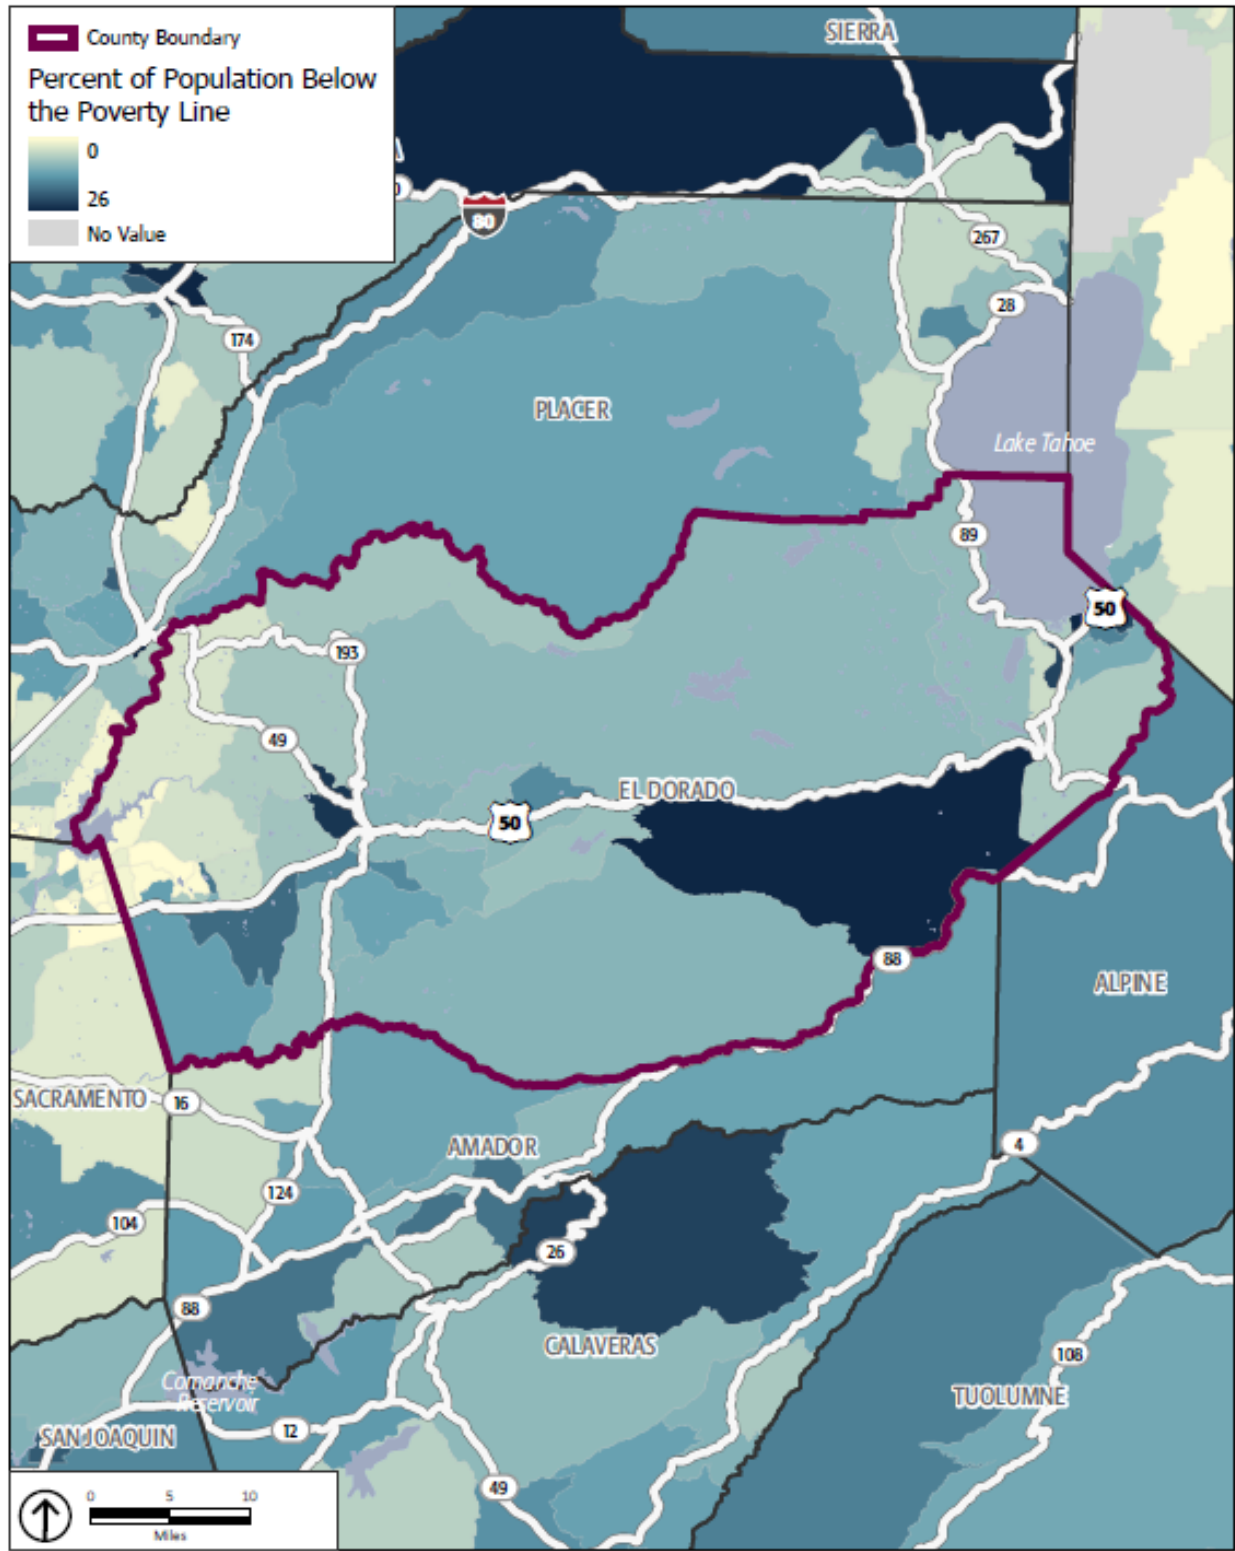 County Boundary
Percent of Population Below
the Poverty Line
0
26
No Value
SIERRA
80
267
28
174
PLACER
Lake Tahoe
89
50
193
49
EL DORADO
50
88
ALPINE
SACRAMENTO
16
AMADOR
4
124
104
26
88
CALAVERAS
108
Comanche
Reservoir
TUOLUMNE
12
SAN JOAQUIN
49
0 5 10
Miles